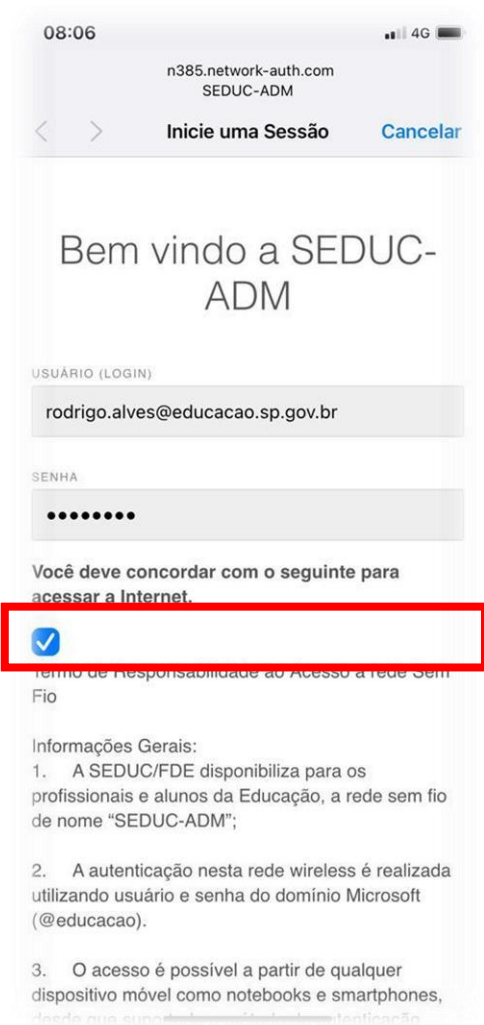 08:06 4G
n385.network-auth.com
SEDUC-ADM
Inicie uma Sessão Cancelar
Bem vindo a SEDUC-
ADM
USUÁRIO (LOGIN)
rodrigo.alves@educacao.sp.gov.br
SENHA
••••••••
Você deve concordar com o seguinte para
acessar a Internet.
Termo de Responsabilidade ao Acesso a rede Sem
Fio
Informações Gerais:
1. A SEDUC/FDE disponibiliza para os
profissionais e alunos da Educação, a rede sem fio
de nome “SEDUC-ADM”;
2. A autenticação nesta rede wireless é realizada
utilizando usuário e senha do domínio Microsoft
(@educacao).
3. O acesso é possível a partir de qualquer
dispositivo móvel como notebooks e smartphones,
desde que